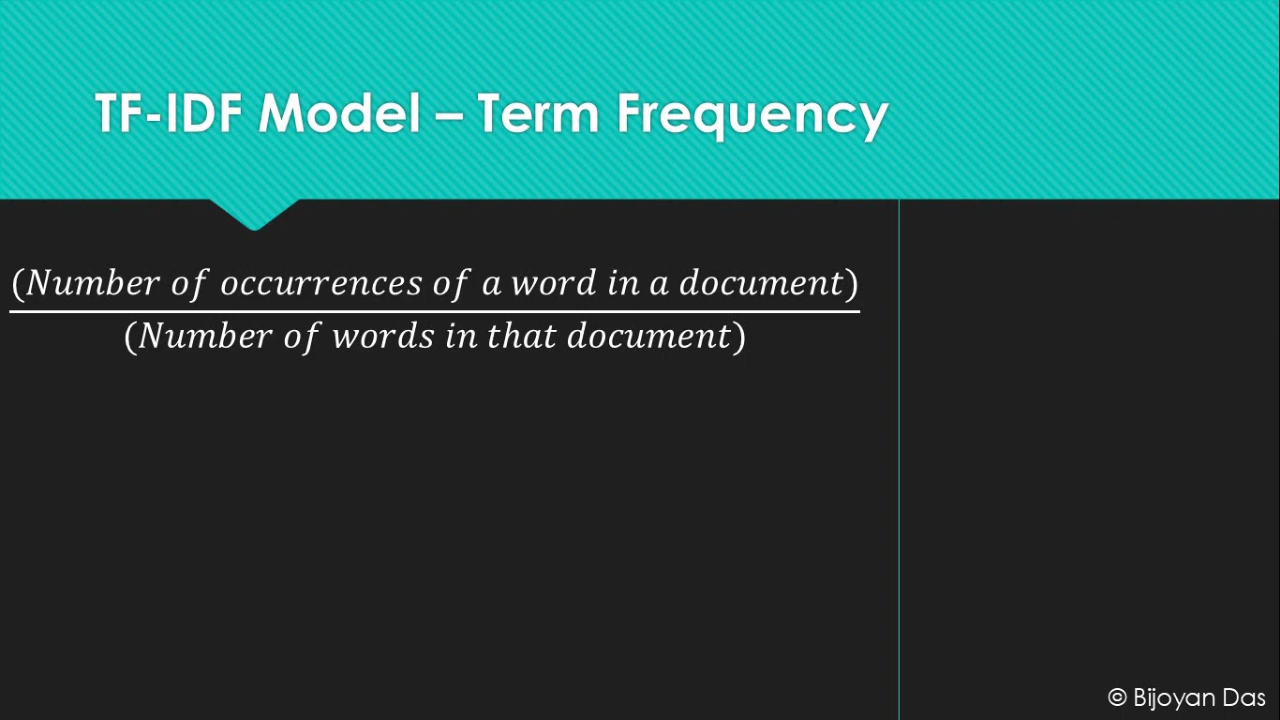 TF-IDF Model – Term Frequency
(Number of occurrences of a word in a document)
(Number of words in that document)
© Bijoyan Das